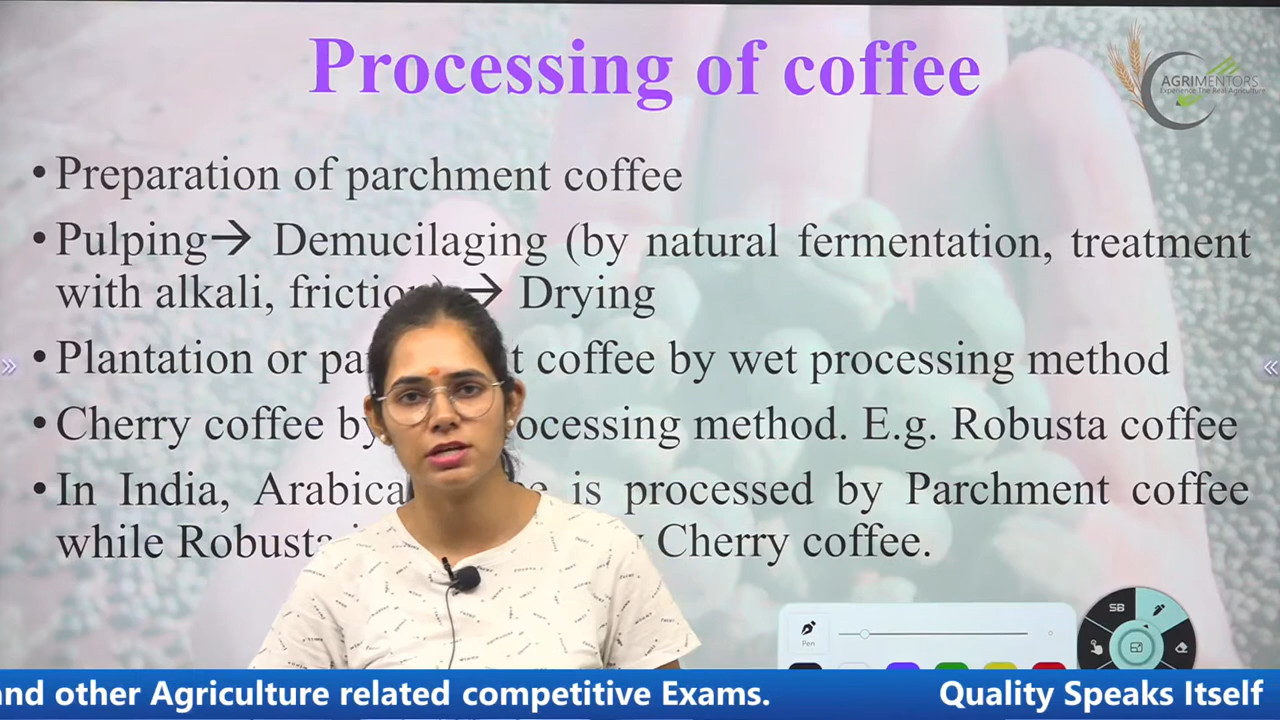 Processing of coffee
AGRIMENTORS
Experience The Real Agriculture
• Preparation of parchment coffee
• Pulping→ Demucilaging (by natural fermentation, treatment
with alkali, friction) → Drying
• Plantation or pa t coffee by wet processing method
• Cherry coffee by ocessing method. E.g. Robusta coffee
• In India, Arabica e is processed by Parchment coffee
while Robusta Cherry coffee.
SB
Pen
and other Agriculture related competitive Exams. Quality Speaks Itself